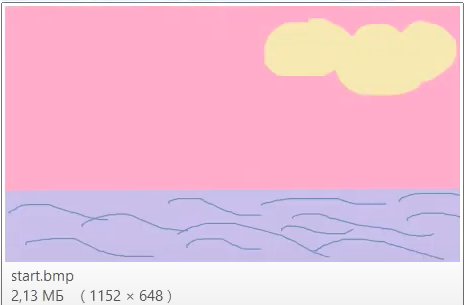 start.bmp
2,13 МБ ( 1152 × 648 )